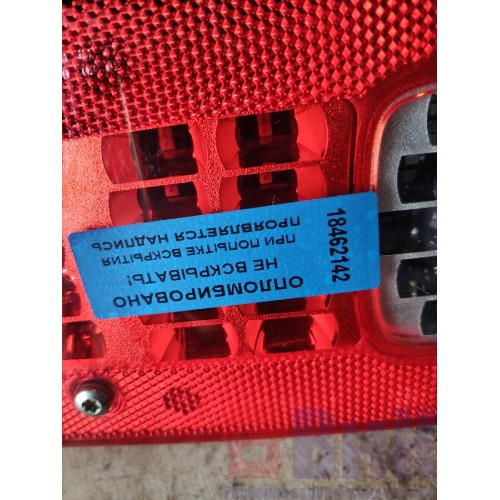 ОПЛОМБИРОВАНО
НЕ ВСКРЫВАТЬ!
ПРИ ПОПЫТКЕ ВСКРЫТИЯ
ПРОЯВЛЯЕТСЯ НАДПИСЬ
18462142